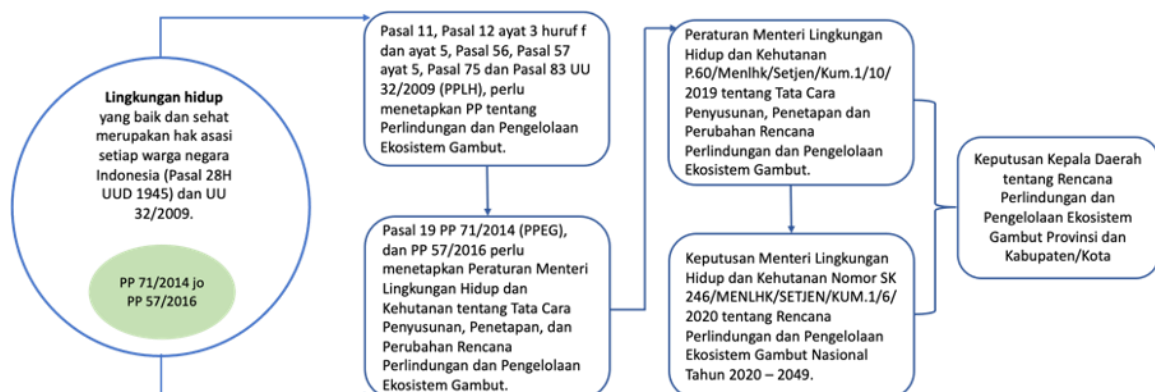 Lingkungan hidup
yang baik dan sehat
merupakan hak asasi
setiap warga negara
Indonesia (Pasal 28H
UUD 1945) dan UU
32/2009.
PP 71/2014 jo
PP 57/2016
Pasal 11, Pasal 12 ayat 3 huruf f
dan ayat 5, Pasal 56, Pasal 57
ayat 5, Pasal 75 dan Pasal 83 UU
32/2009 (PPLH), perlu
menetapkan PP tentang
Perlindungan dan Pengelolaan
Ekosistem Gambut.
Pasal 19 PP 71/2014 (PPEG),
dan PP 57/2016 perlu
menetapkan Peraturan Menteri
Lingkungan Hidup dan
Kehutanan tentang Tata Cara
Penyusunan, Penetapan, dan
Perubahan Rencana
Perlindungan dan Pengelolaan
Ekosistem Gambut.
Peraturan Menteri Lingkungan
Hidup dan Kehutanan
P.60/Menlhk/Setjen/Kum.1/10/
2019 tentang Tata Cara
Penyusunan, Penetapan dan
Perubahan Rencana
Perlindungan dan Pengelolaan
Ekosistem Gambut.
Keputusan Menteri Lingkungan
Hidup dan Kehutanan Nomor SK
246/MENLHK/SETJEN/KUM.1/6/
2020 tentang Rencana
Perlindungan dan Pengelolaan
Ekosistem Gambut Nasional
Tahun 2020 – 2049.
Keputusan Kepala Daerah
tentang Rencana
Perlindungan dan
Pengelolaan Ekosistem
Gambut Provinsi dan
Kabupaten/Kota